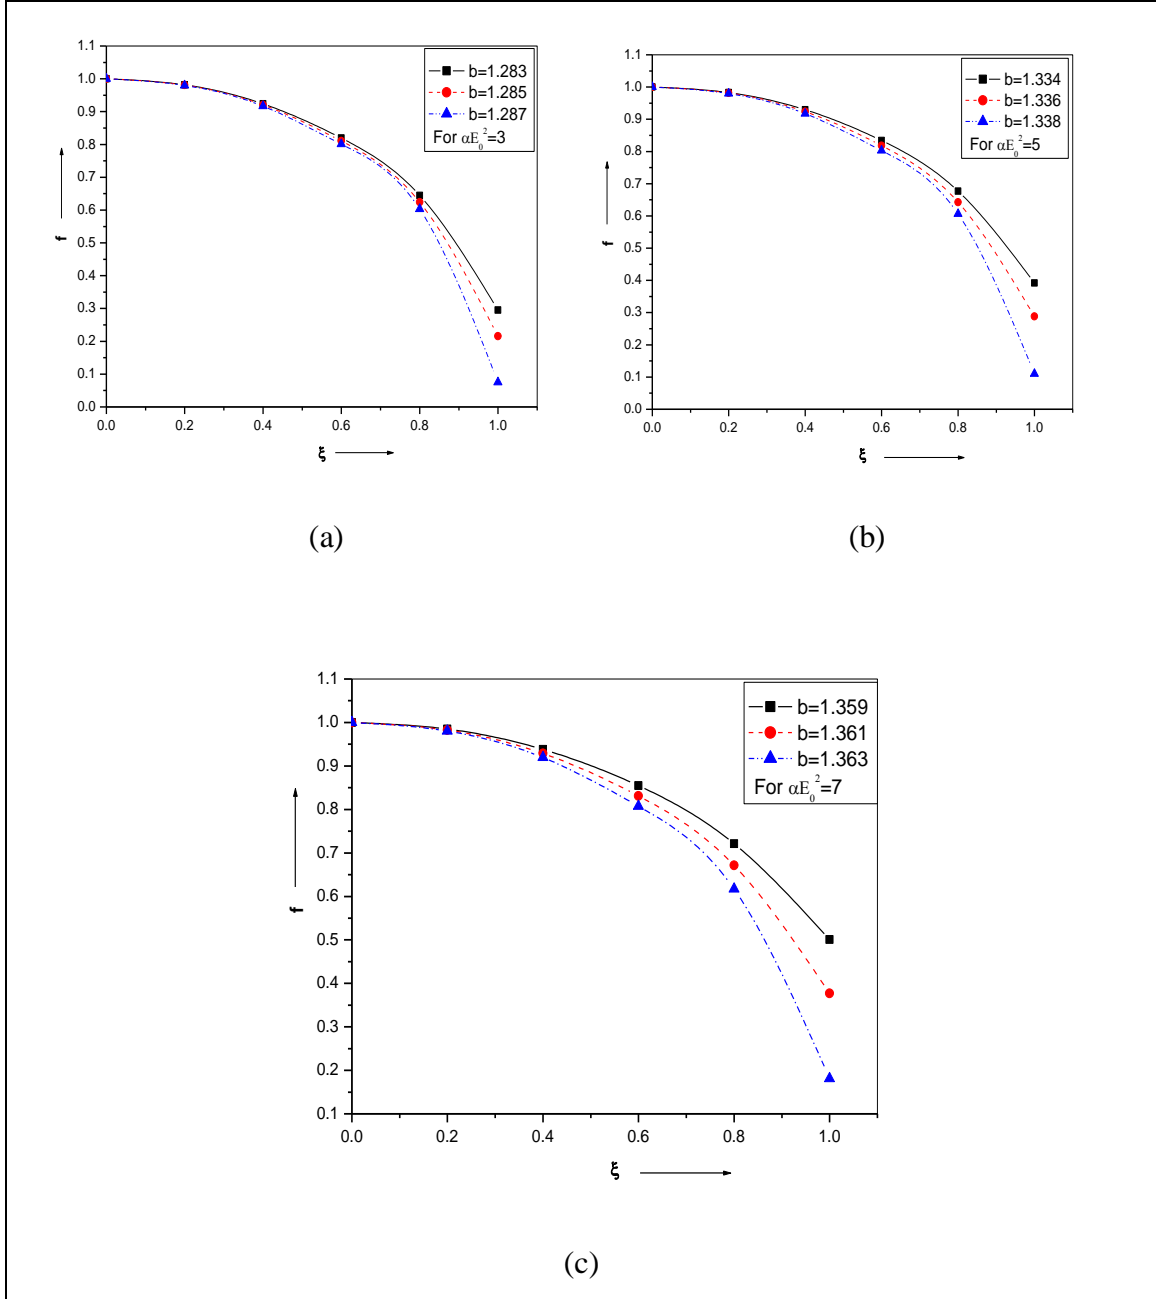 1.1
1.0
0.9
0.8
0.7
0.6
0.5
0.4
0.3
0.2
0.1
0.0
f
0.0 0.2 0.4 0.6 0.8 1.0
ξ
b=1.283
b=1.285
b=1.287
For αE₀²=3
(a)
1.1
1.0
0.9
0.8
0.7
0.6
0.5
0.4
0.3
0.2
0.1
0.0
f
0.0 0.2 0.4 0.6 0.8 1.0
ξ
b=1.334
b=1.336
b=1.338
For αE₀²=5
(b)
1.1
1.0
0.9
0.8
0.7
0.6
0.5
0.4
0.3
0.2
0.1
f
0.0 0.2 0.4 0.6 0.8 1.0
ξ
b=1.359
b=1.361
b=1.363
For αE₀²=7
(c)